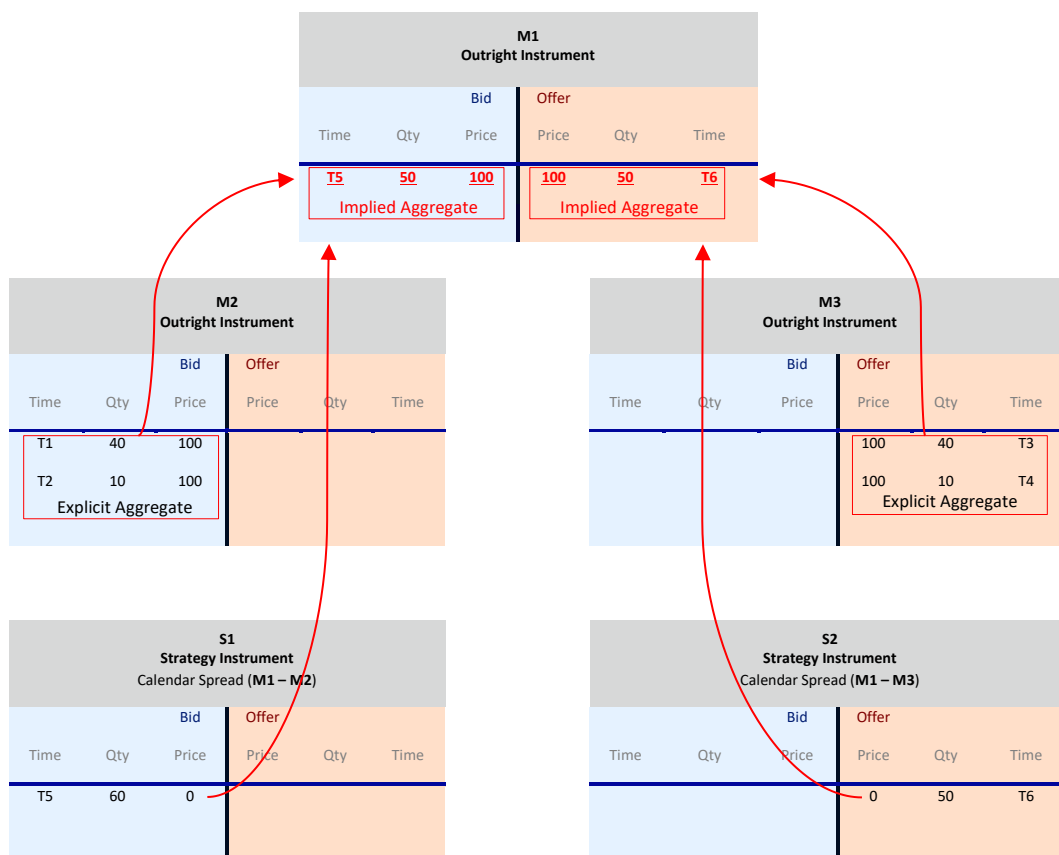 M1
Outright Instrument
Bid Offer
Time Qty Price Price Qty Time
T5 50 100 100 50 T6
Implied Aggregate Implied Aggregate
M2
Outright Instrument
Bid Offer
Time Qty Price Price Qty Time
T1 40 100
T2 10 100
Explicit Aggregate
M3
Outright Instrument
Bid Offer
Time Qty Price Price Qty Time
100 40 T3
100 10 T4
Explicit Aggregate
S1
Strategy Instrument
Calendar Spread (M1 – M2)
Bid Offer
Time Qty Price Price Qty Time
T5 60 0
S2
Strategy Instrument
Calendar Spread (M1 – M3)
Bid Offer
Time Qty Price Price Qty Time
0 50 T6